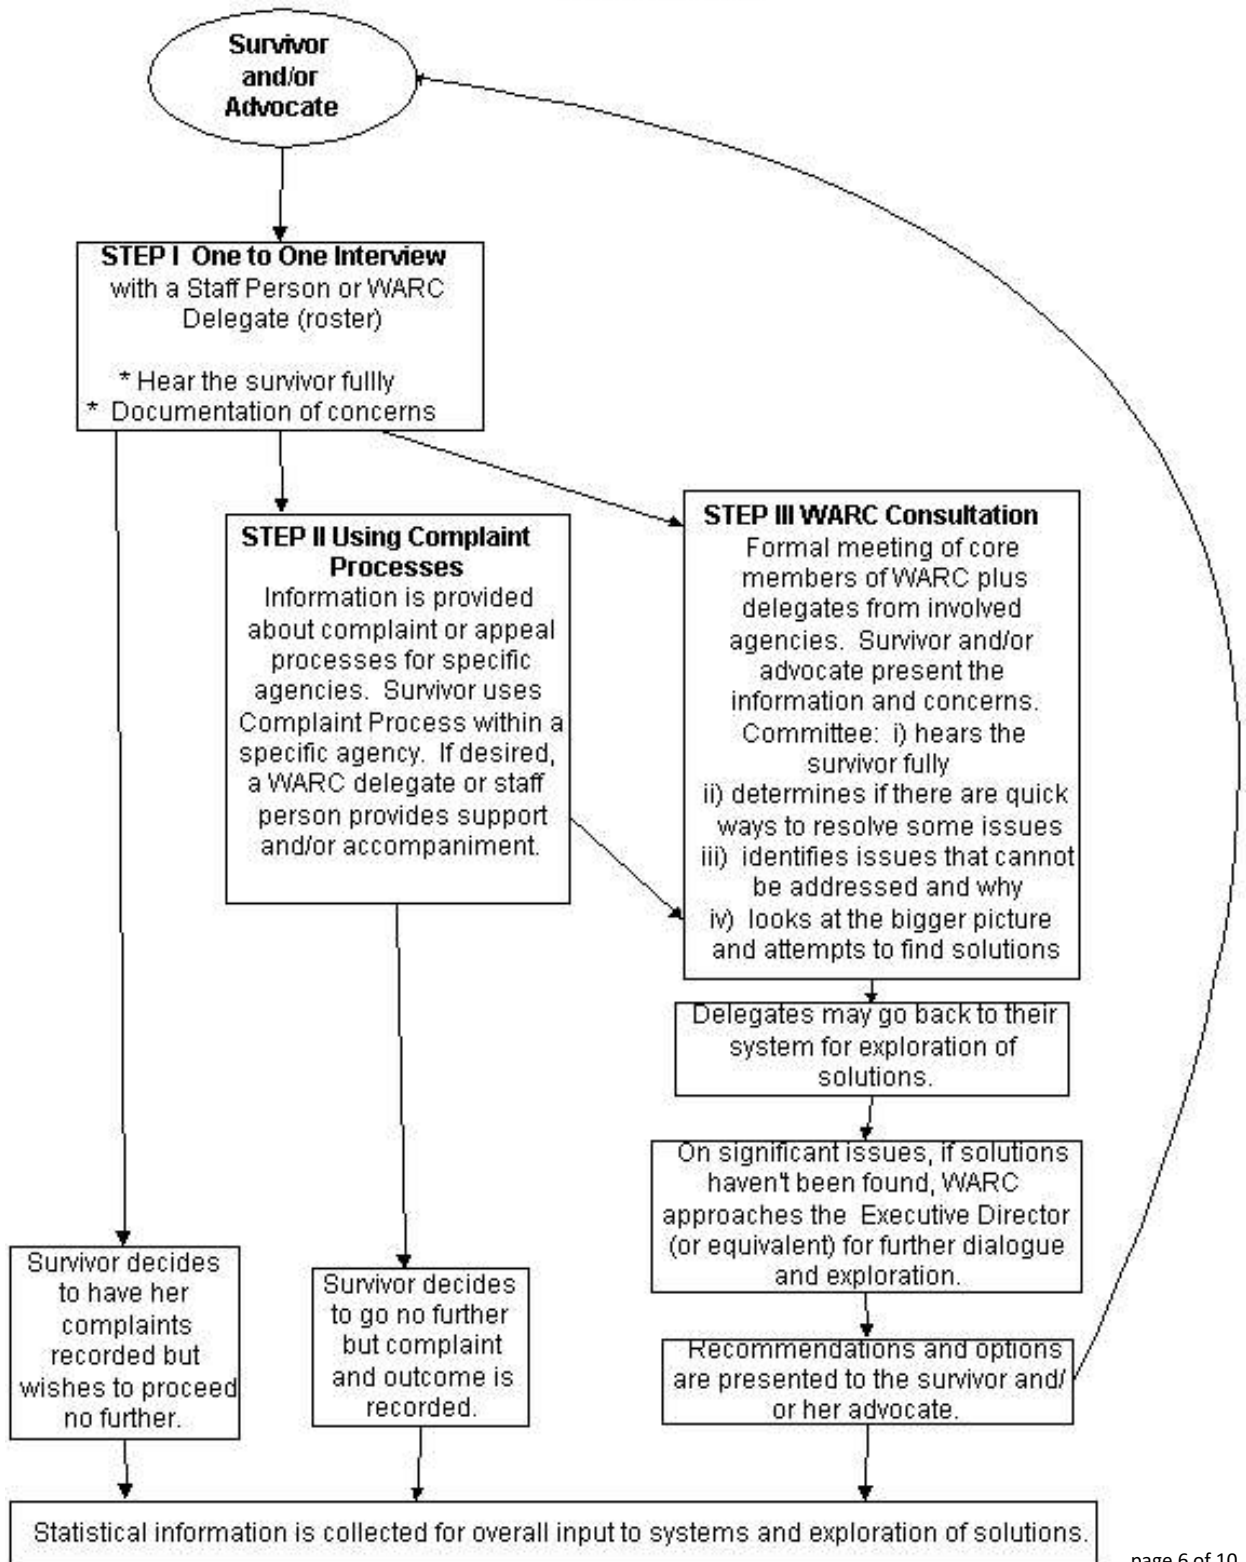 Survivor
and/or
Advocate
STEP I One to One Interview
with a Staff Person or WARC
Delegate (roster)
* Hear the survivor fullly
* Documentation of concerns
STEP II Using Complaint
Processes
Information is provided
about complaint or appeal
processes for specific
agencies. Survivor uses
Complaint Process within a
specific agency. If desired,
a WARC delegate or staff
person provides support
and/or accompaniment.
STEP III WARC Consultation
Formal meeting of core
members of WARC plus
delegates from involved
agencies. Survivor and/or
advocate present the
information and concerns.
Committee: i) hears the
survivor fully
ii) determines if there are quick
ways to resolve some issues
iii) identifies issues that cannot
be addressed and why
iv) looks at the bigger picture
and attempts to find solutions
Delegates may go back to their
system for exploration of
solutions.
On significant issues, if solutions
haven't been found, WARC
approaches the Executive Director
(or equivalent) for further dialogue
and exploration.
Survivor decides
to have her
complaints
recorded but
wishes to proceed
no further.
Survivor decides
to go no further
but complaint
and outcome is
recorded.
Recommendations and options
are presented to the survivor and/
or her advocate.
Statistical information is collected for overall input to systems and exploration of solutions.
page 6 of 10